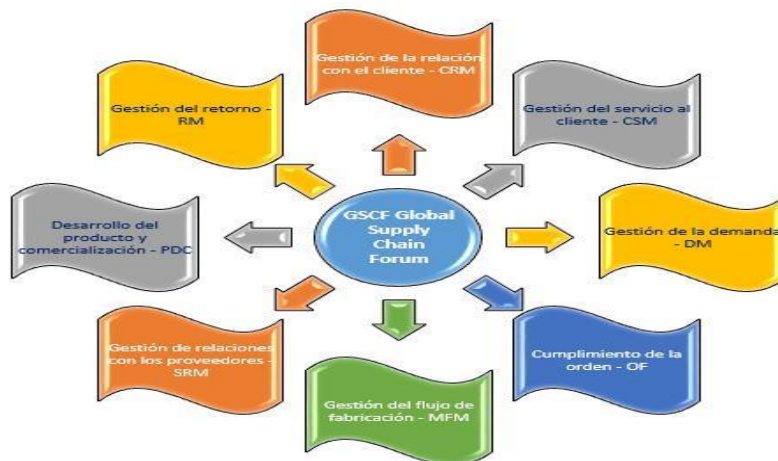 Gestión de la relación
con el cliente - CRM
Gestión del servicio al
cliente - CSM
Gestión de la demanda
- DM
Cumplimiento de la
orden - OF
Gestión del flujo de
fabricación - MFM
Gestión de relaciones
con los proveedores -
SRM
Desarrollo del
producto y
comercialización - PDC
Gestión del retorno -
RM
GSCF Global
Supply
Chain
Forum